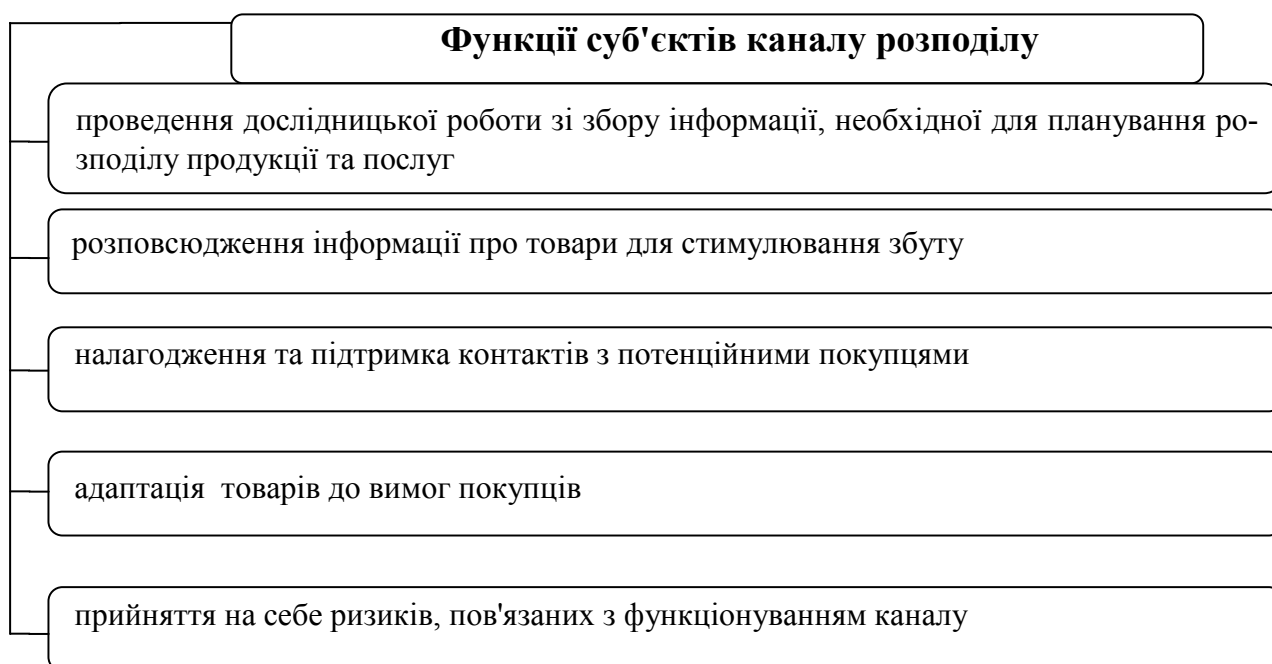 Функції суб'єктів каналу розподілу
проведення дослідницької роботи зі збору інформації, необхідної для планування ро-
зподілу продукції та послуг
розповсюдження інформації про товари для стимулювання збуту
налагодження та підтримка контактів з потенційними покупцями
адаптація  товарів до вимог покупців
прийняття на себе ризиків, пов'язаних з функціонуванням каналу